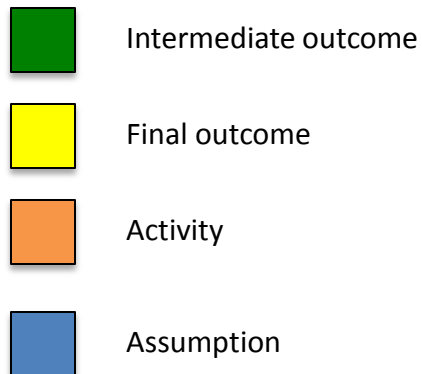 Intermediate outcome
Final outcome
Activity
Assumption